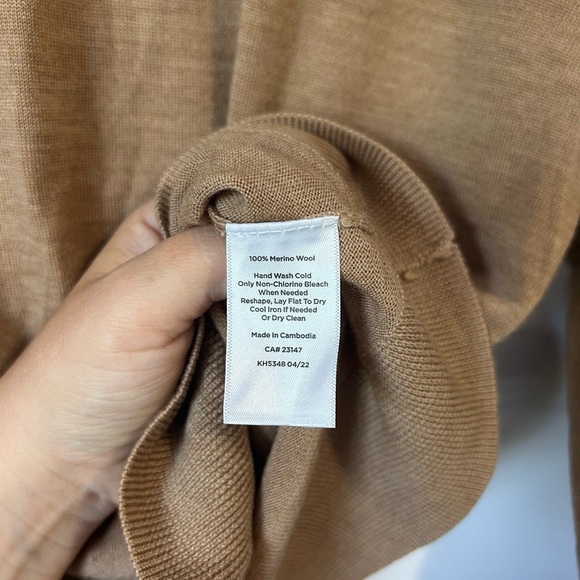 100% Merino Wool
Hand Wash Cold
Only Non-Chlorine Bleach
When Needed
Reshape, Lay Flat To Dry
Cool Iron If Needed
Or Dry Clean
Made In Cambodia
CA# 23147
KH5348 04/22